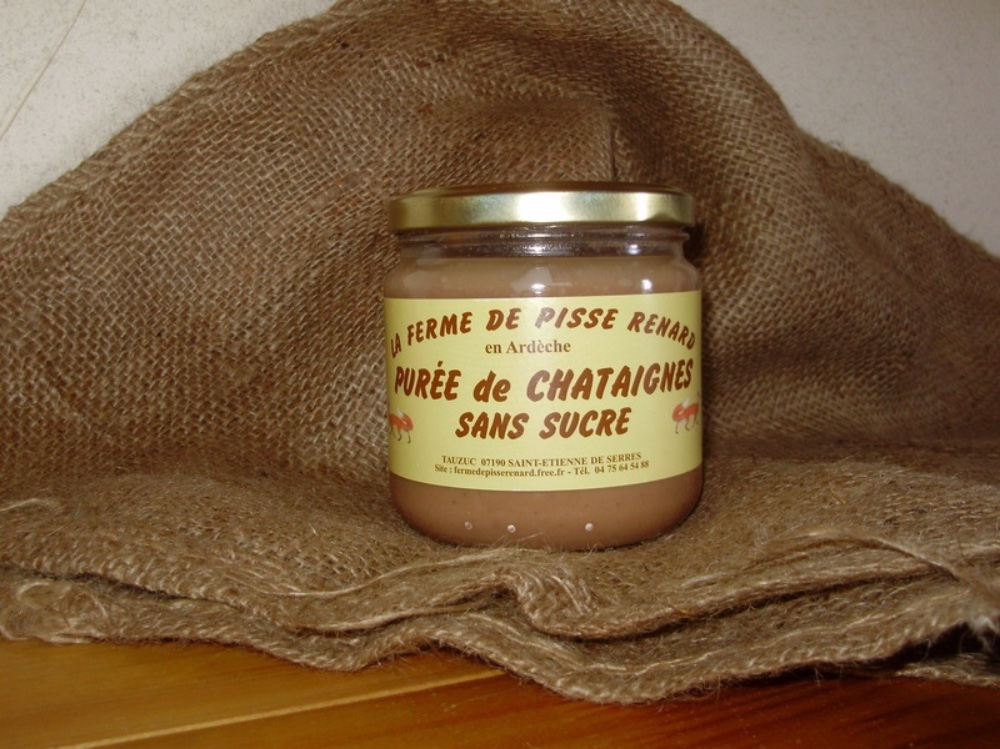 LA FERME DE PISSE RENARD
en Ardèche
PURÉE de CHATAIGNES
SANS SUCRE
TAUZUC 07190 SAINT-ETIENNE DE SERRES
Site : fermedepisserenard.free.fr - Tél. 04 75 64 54 88